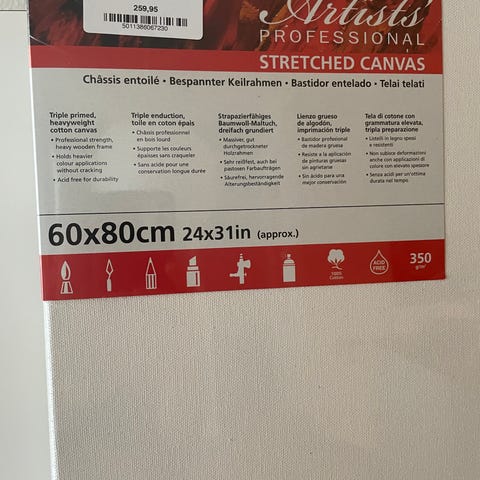 259,95
5011386067230
Artists'
PROFESSIONAL
STRETCHED CANVAS
Châssis entoilé • Bespannter Keilrahmen • Bastidor entelado • Telai telati
Triple primed,
heavyweight
cotton canvas
• Professional strength,
heavy wooden frame
• Holds heavier
colour applications
without cracking
• Acid free for durability
Triple enduction,
toile en coton épais
• Châssis professionnel
en bois lourd
• Supporte les couleurs
épaisses sans craqueler
• Sans acide pour une
conservation longue durée
Strapazierfähiges
Baumwoll-Maltuch,
dreifach grundiert
• Massiver, gut
durchgetrockneter
Holzrahmen
• Sehr reißfest, auch bei
pastosen Farbaufträgen
• Säurefrei, hervorragende
Alterungsbeständigkeit
Lienzo grueso
de algodón,
imprimación triple
• Bastidor profesional
de madera gruesa
• Resiste a la aplicación
de pinturas gruesas
sin agrietarse
• Sin ácido para una
mejor conservación
Tela di cotone con
grammatura elevata,
tripla preparazione
• Listelli in legno spessi
e resistenti
• Non subisce deformazioni
anche con applicazioni di
colore con elevato spessore
• Senza acidi per un'ottima
durata nel tempo
60x80cm 24x31in (approx.)
100%
Cotton
ACID
FREE
350
g/m²